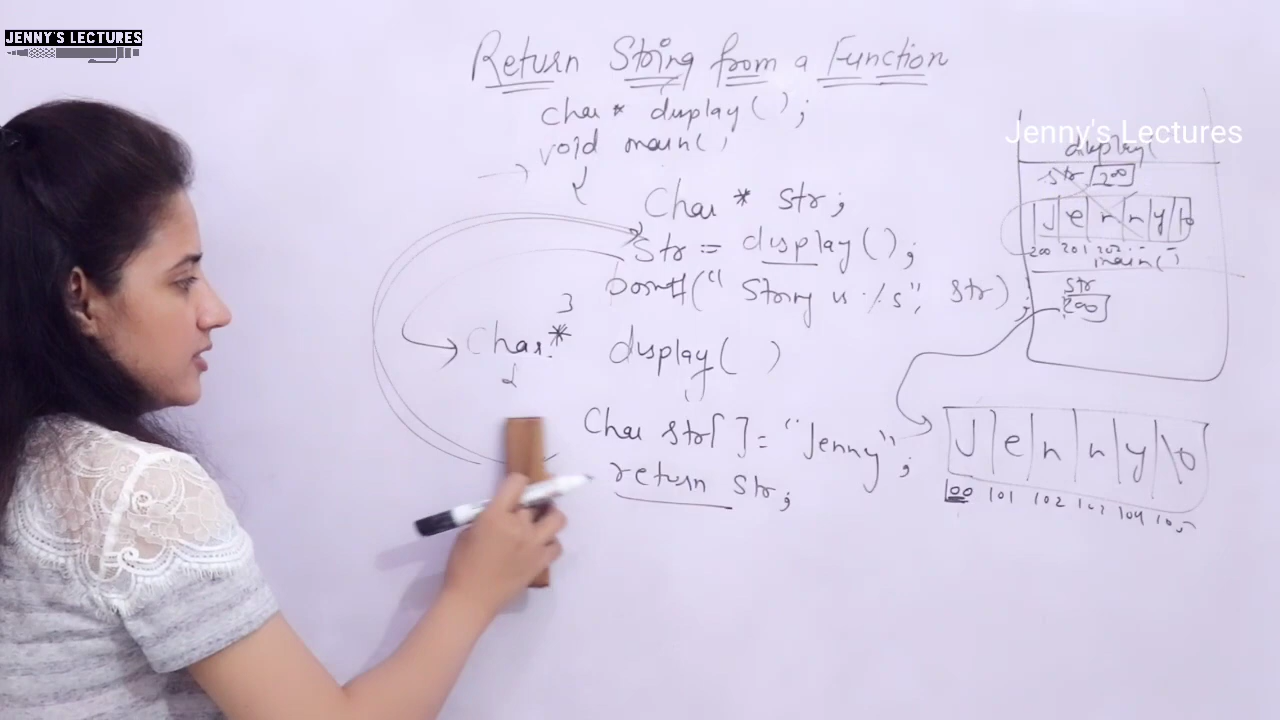 JENNY'S LECTURES
Return String from a Function
char* display();
void main()
{
Char * str;
str = display();
printf("String is %s", str);
}
Char* display( )
{
Char str[ ]= "Jenny";
return str;
Jenny's Lectures
display(
str 200
J e n n y \0
200 201 202
main()
str
200
J e n n y \0
100 101 102 103 104 105